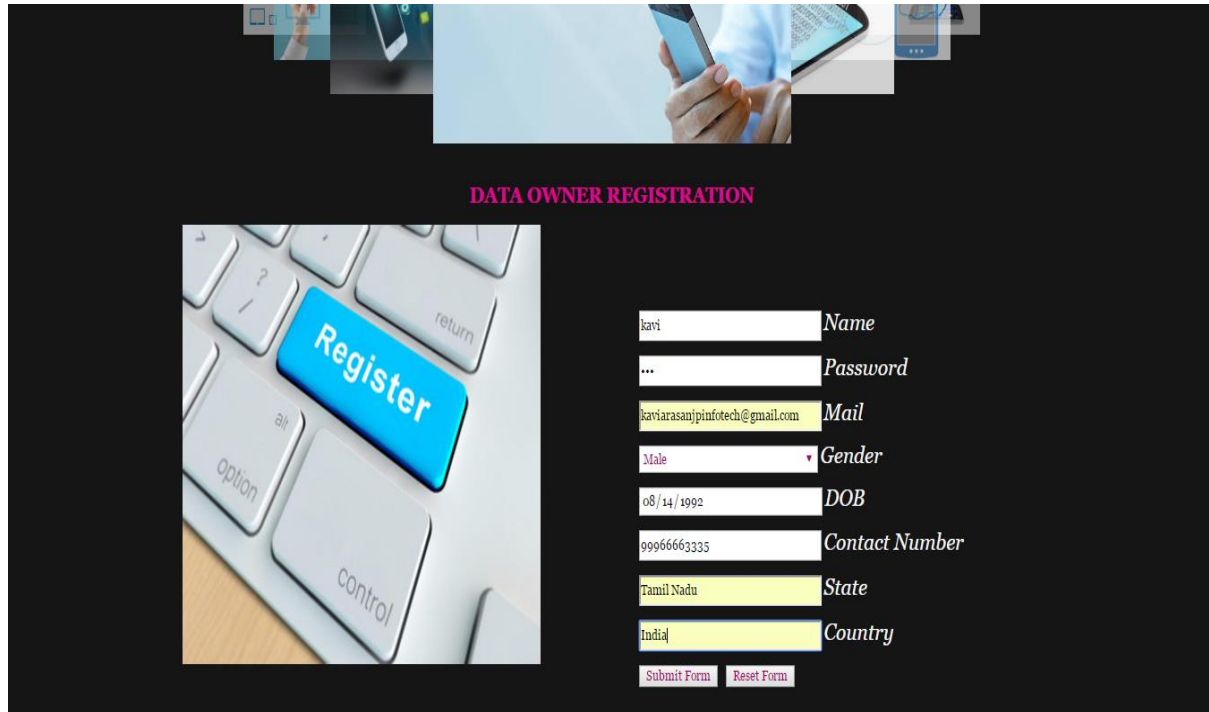 DATA OWNER REGISTRATION
?
/
return
Register
alt
option
control
kavi Name
••• Password
kaviarasanjpinfotech@gmail.com Mail
Male Gender
08/14/1992 DOB
99966663335 Contact Number
Tamil Nadu State
India Country
Submit Form Reset Form